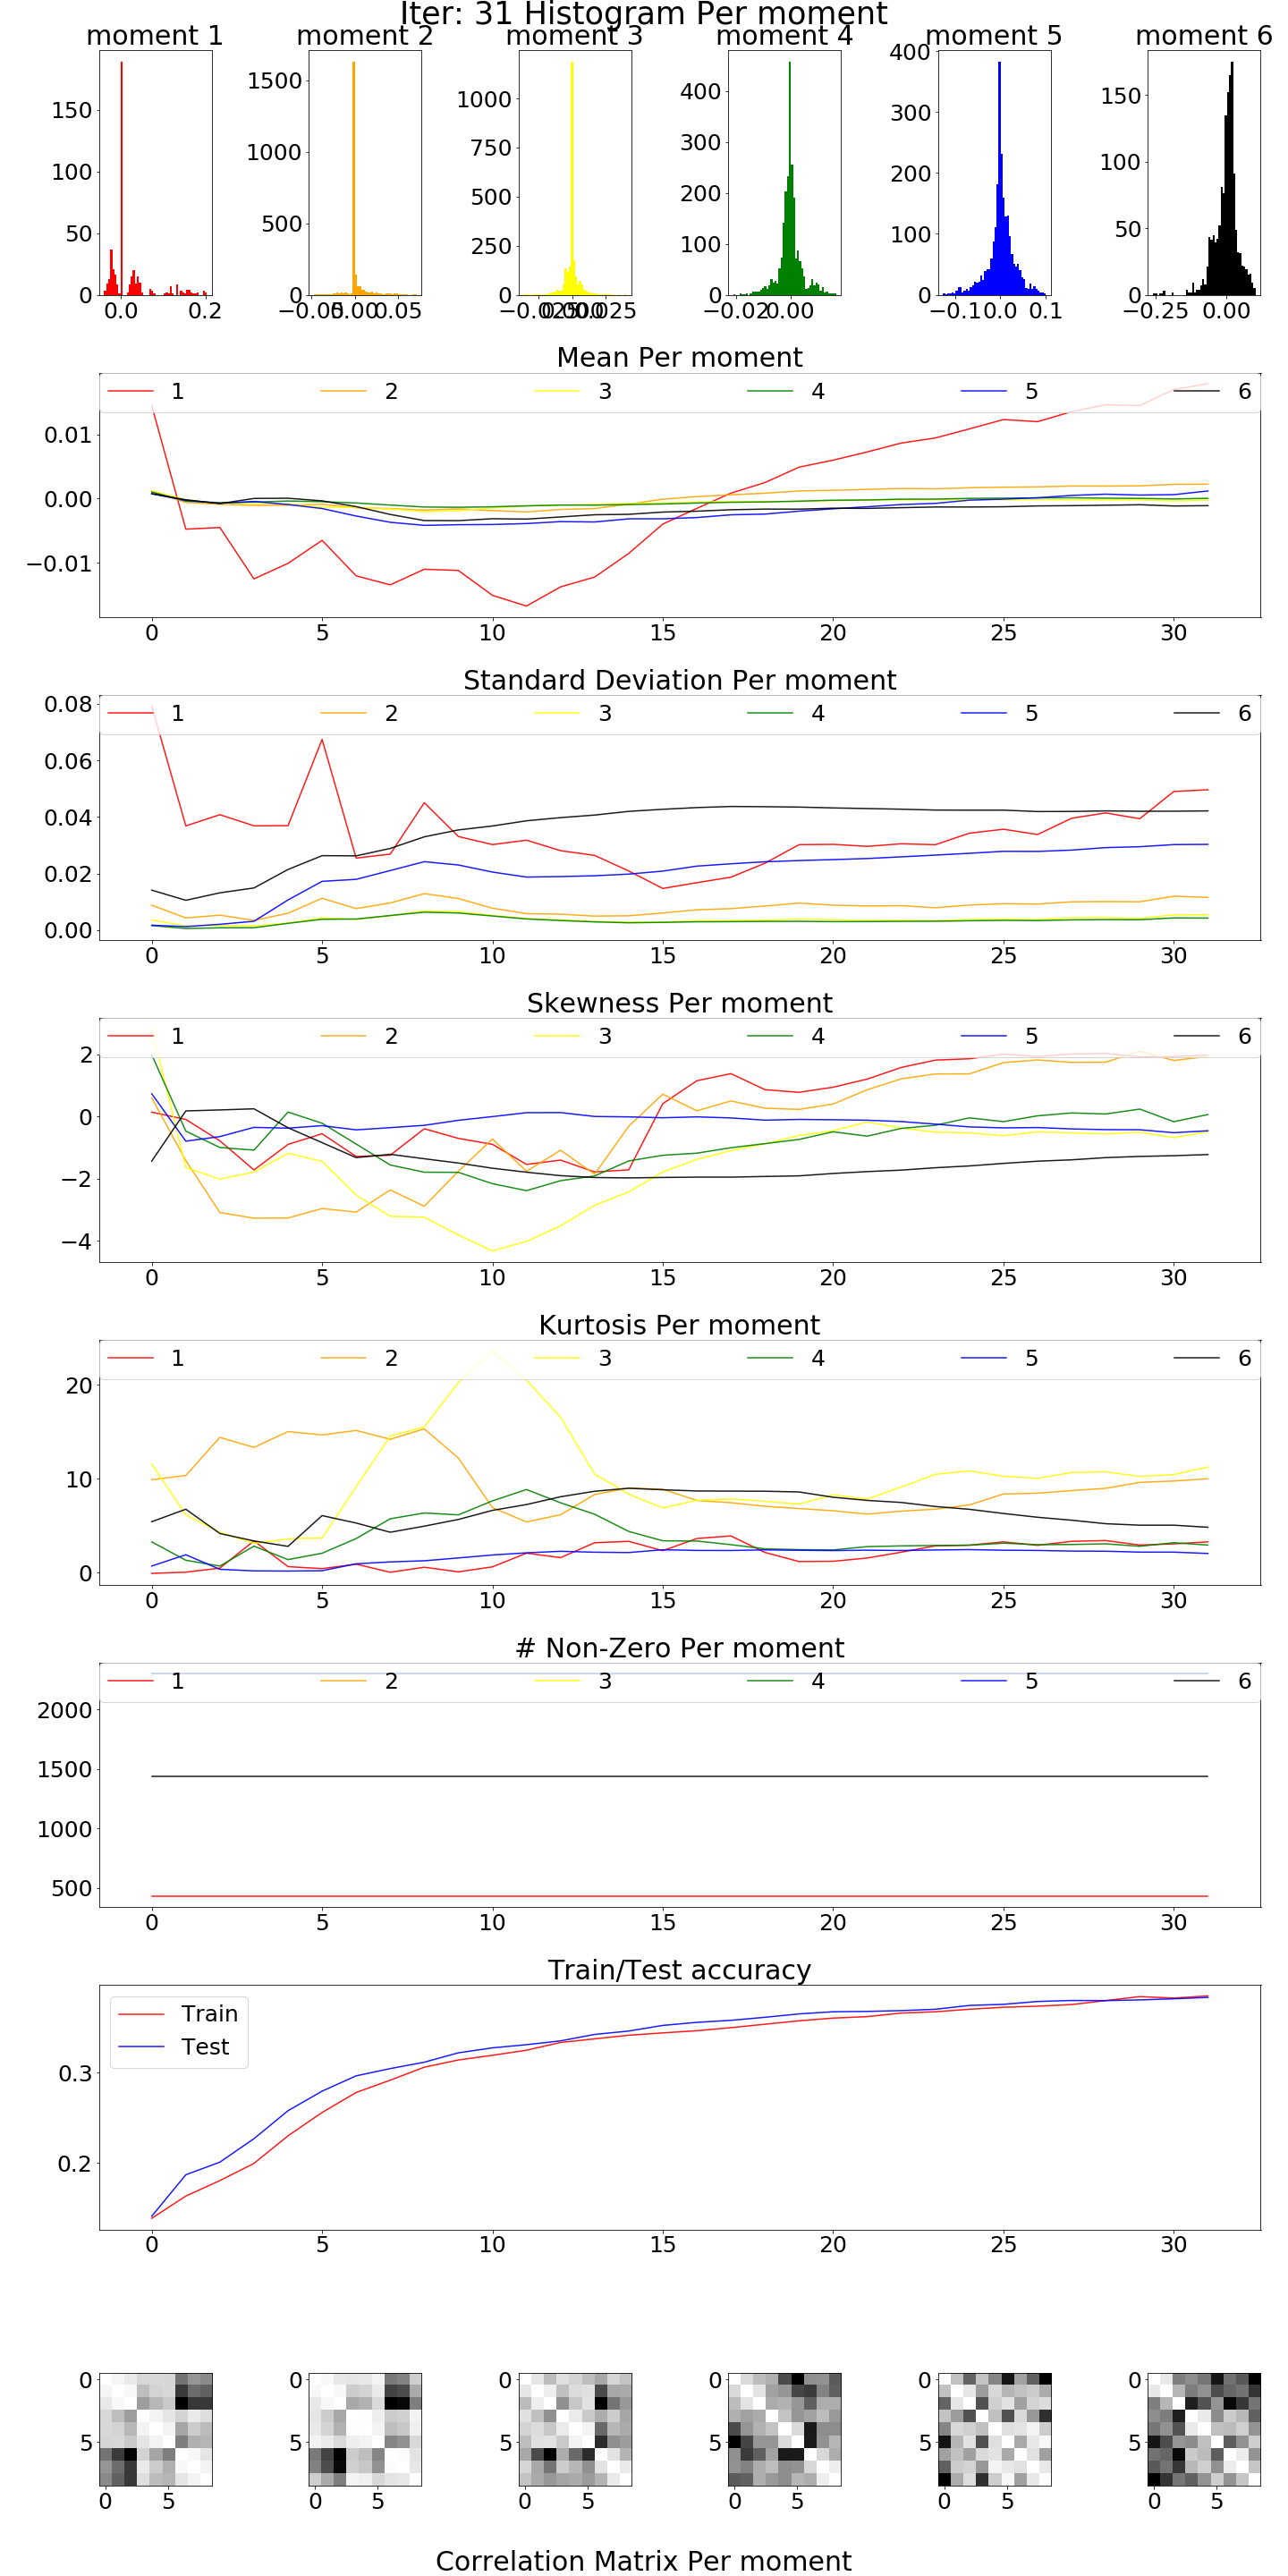 Iter: 31 Histogram Per moment
moment 1 moment 2 moment 3 moment 4 moment 5 moment 6
150
100
50
0
0.0 0.2
1500
1000
500
0
−0.05 0.00 0.05
1000
750
500
250
0
−0.025 0.000 0.025
400
300
200
100
0
−0.02 0.00
400
300
200
100
0
−0.1 0.0 0.1
150
100
50
0
−0.25 0.00
Mean Per moment
1 2 3 4 5 6
0.01
0.00
−0.01
0 5 10 15 20 25 30
Standard Deviation Per moment
0.08
1 2 3 4 5 6
0.06
0.04
0.02
0.00
0 5 10 15 20 25 30
Skewness Per moment
1 2 3 4 5 6
2
0
−2
−4
0 5 10 15 20 25 30
Kurtosis Per moment
1 2 3 4 5 6
20
10
0
0 5 10 15 20 25 30
# Non-Zero Per moment
1 2 3 4 5 6
2000
1500
1000
500
0 5 10 15 20 25 30
Train/Test accuracy
Train
Test
0.3
0.2
0 5 10 15 20 25 30
0
5
0 5
0
5
0 5
0
5
0 5
0
5
0 5
0
5
0 5
0
5
0 5
Correlation Matrix Per moment